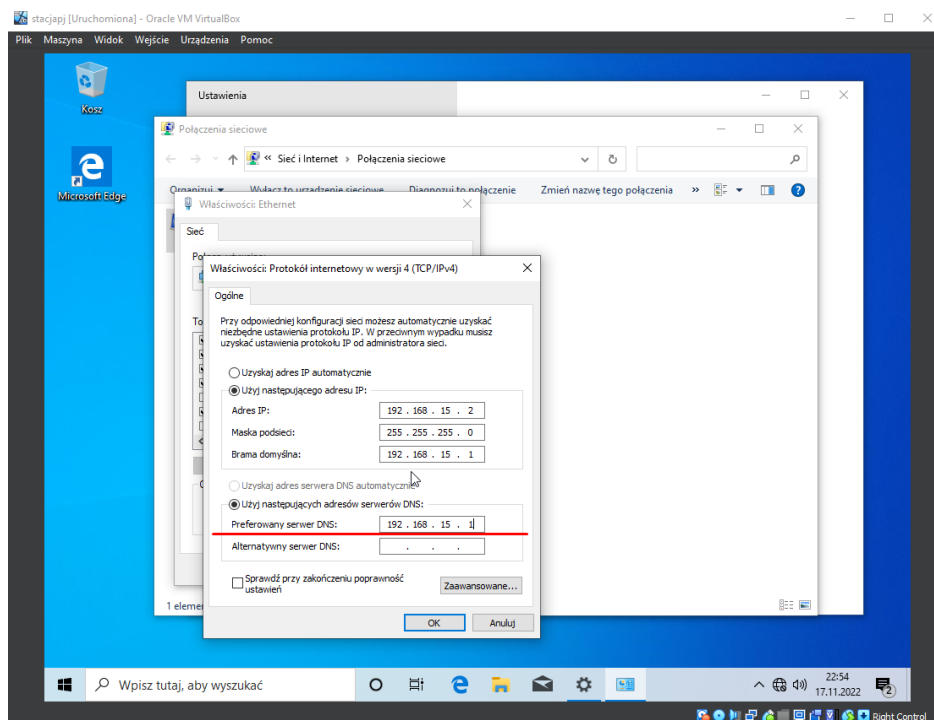 stacjapj [Uruchomiona] - Oracle VM VirtualBox
Plik Maszyna Widok Wejście Urządzenia Pomoc
Kosz
Ustawienia
Połączenia sieciowe
« Sieć i Internet › Połączenia sieciowe
Microsoft Edge
Organizuj Wyłącz to urządzenie sieciowe Diagnozuj to połączenie Zmień nazwę tego połączenia »
Właściwości: Ethernet
Sieć
Właściwości: Protokół internetowy w wersji 4 (TCP/IPv4)
Ogólne
Przy odpowiedniej konfiguracji sieci możesz automatycznie uzyskać
niezbędne ustawienia protokołu IP. W przeciwnym wypadku musisz
uzyskać ustawienia protokołu IP od administratora sieci.
Uzyskaj adres IP automatycznie
Użyj następującego adresu IP:
Adres IP: 192 . 168 . 15 . 2
Maska podsieci: 255 . 255 . 255 . 0
Brama domyślna: 192 . 168 . 15 . 1
Uzyskaj adres serwera DNS automatycznie
Użyj następujących adresów serwerów DNS:
Preferowany serwer DNS: 192 . 168 . 15 . 1
Alternatywny serwer DNS: . . .
Sprawdź przy zakończeniu poprawność
ustawień
Zaawansowane...
OK Anuluj
Wpisz tutaj, aby wyszukać
22:54
17.11.2022
2
Right Control